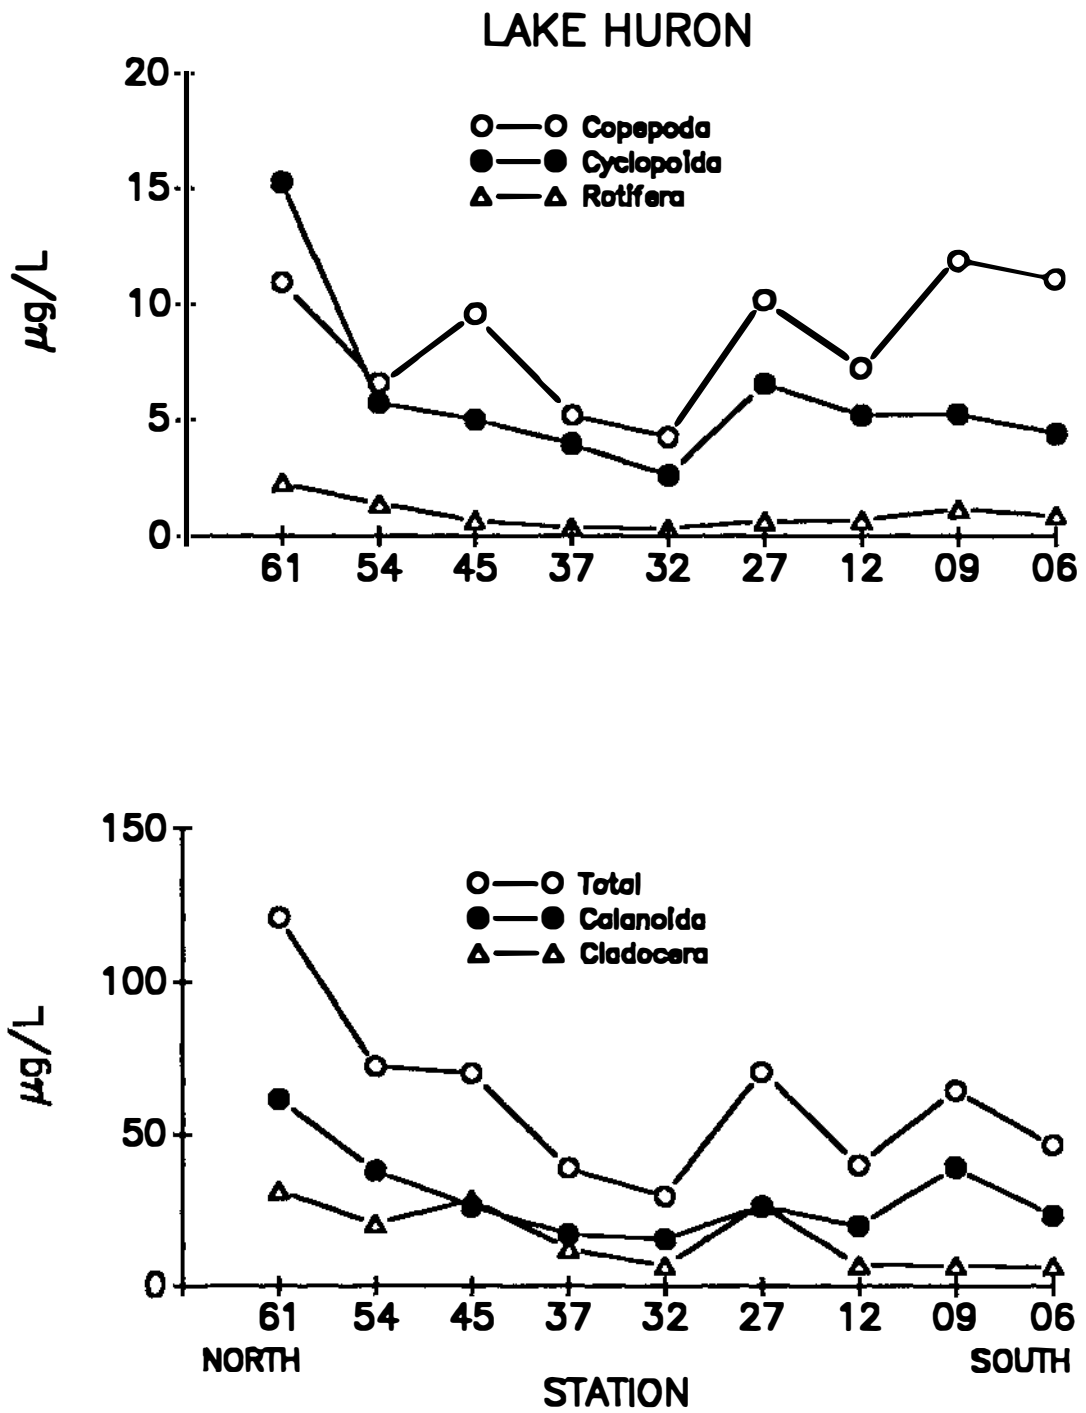 LAKE HURON
20
Copepoda
Cyclopoida
Rotifera
15
µg/L
10
5
0
61 54 45 37 32 27 12 09 06
150
Total
Calanoida
Cladocera
100
µg/L
50
0
61 54 45 37 32 27 12 09 06
NORTH SOUTH
STATION